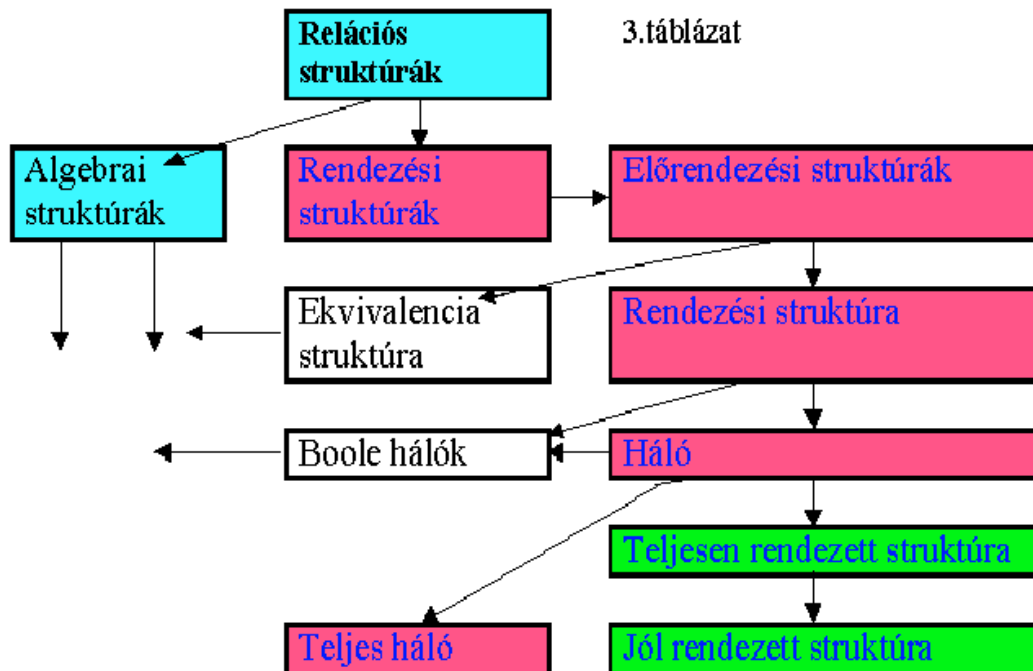 Relációs
struktúrák
3.táblázat
Algebrai
struktúrák
Rendezési
struktúrák
Előrendezési struktúrák
Ekvivalencia
struktúra
Rendezési struktúra
Boole hálók
Háló
Teljesen rendezett struktúra
Teljes háló
Jól rendezett struktúra